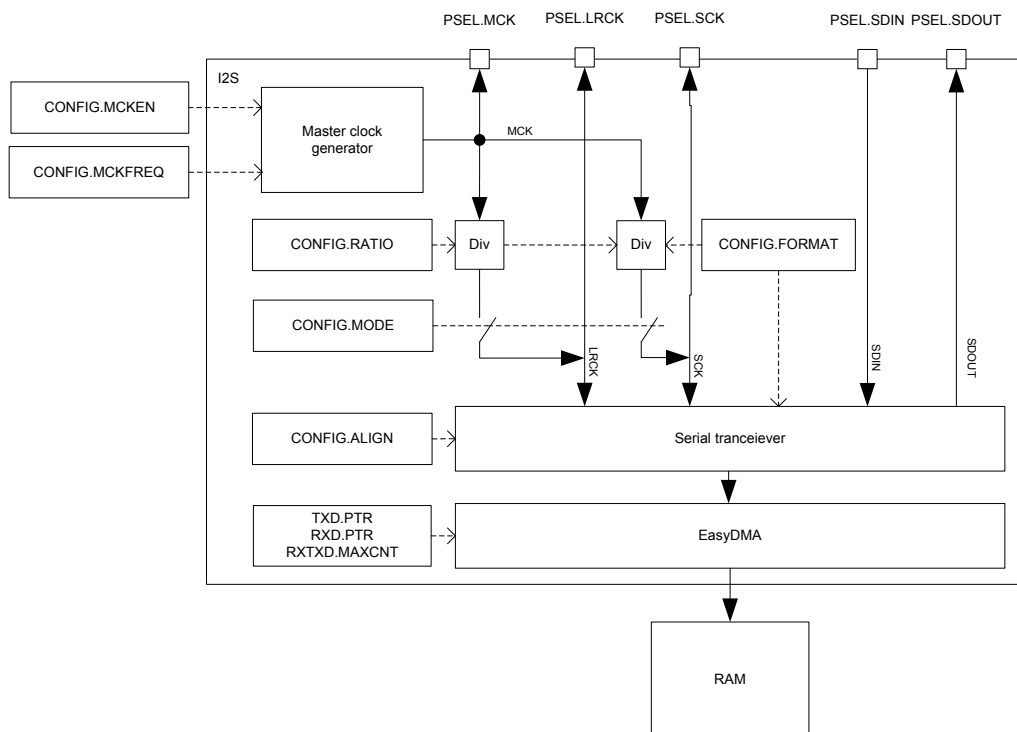 PSEL.MCK
PSEL.LRCK
PSEL.SCK
PSEL.SDIN
PSEL.SDOUT
I2S
CONFIG.MCKEN
CONFIG.MCKFREQ
Master clock
generator
MCK
CONFIG.RATIO
Div
Div
CONFIG.FORMAT
CONFIG.MODE
LRCK
SCK
SDIN
SDOUT
CONFIG.ALIGN
Serial tranceiever
TXD.PTR
RXD.PTR
RXTXD.MAXCNT
EasyDMA
RAM